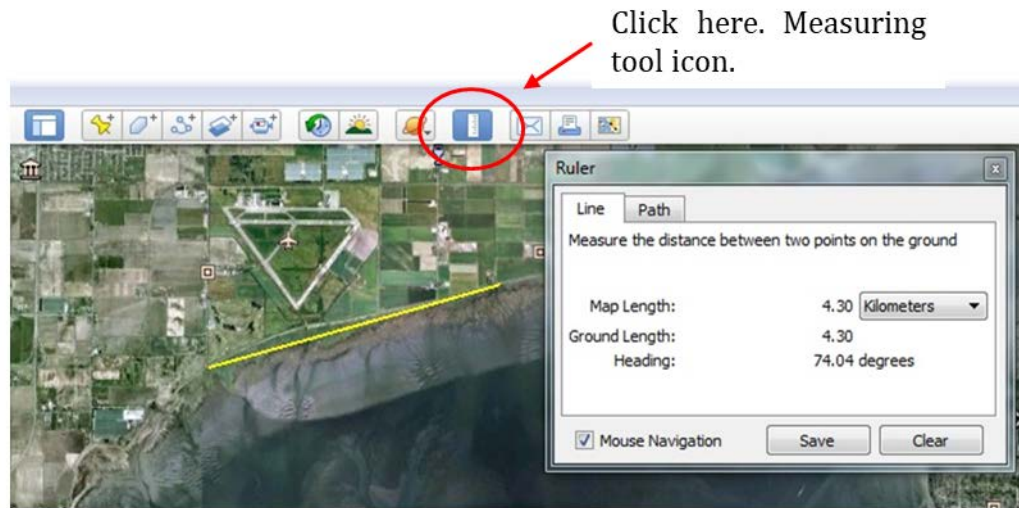 Click here. Measuring
tool icon.
Ruler
Line Path
Measure the distance between two points on the ground
Map Length: 4.30 Kilometers
Ground Length: 4.30
Heading: 74.04 degrees
Mouse Navigation Save Clear